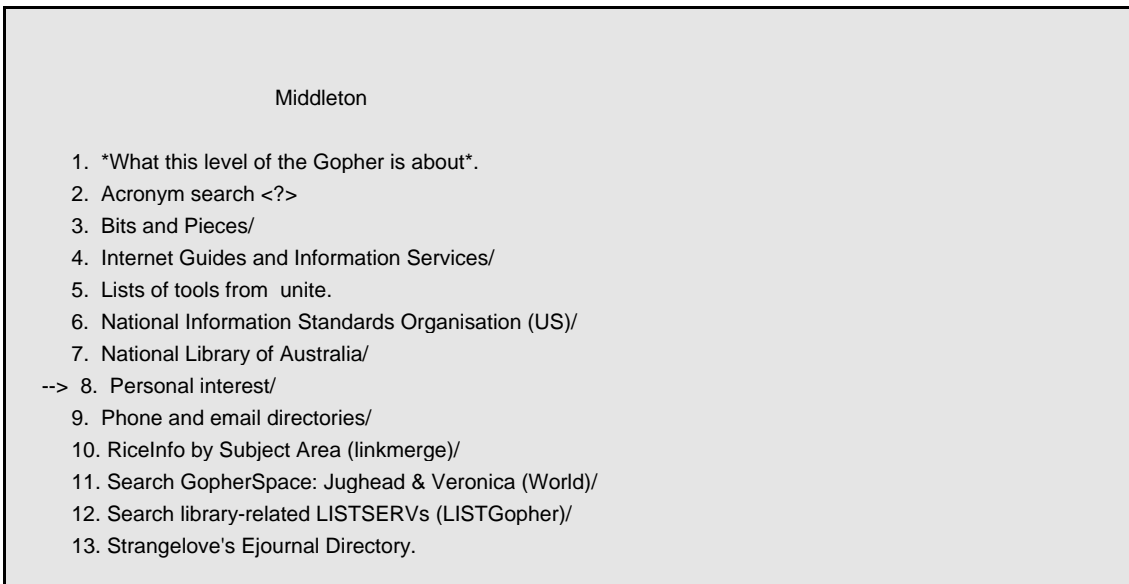 Middleton
1. *What this level of the Gopher is about*.
2. Acronym search <?>
3. Bits and Pieces/
4. Internet Guides and Information Services/
5. Lists of tools from  unite.
6. National Information Standards Organisation (US)/
7. National Library of Australia/
--> 8. Personal interest/
9. Phone and email directories/
10. RiceInfo by Subject Area (linkmerge)/
11. Search GopherSpace: Jughead & Veronica (World)/
12. Search library-related LISTSERVs (LISTGopher)/
13. Strangelove's Ejournal Directory.